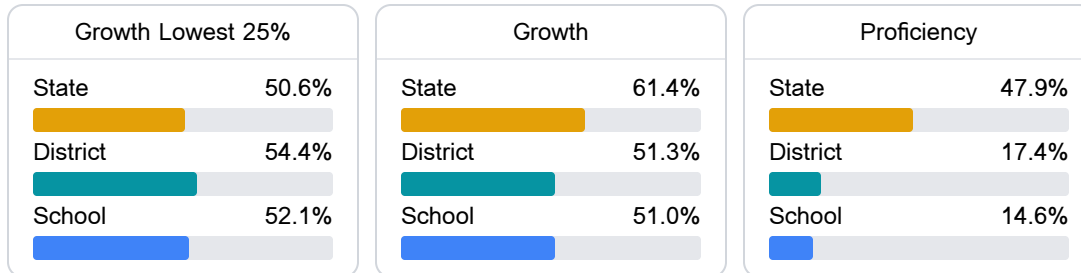 Growth Lowest 25%
State 50.6%
District 54.4%
School 52.1%
Growth
State 61.4%
District 51.3%
School 51.0%
Proficiency
State 47.9%
District 17.4%
School 14.6%